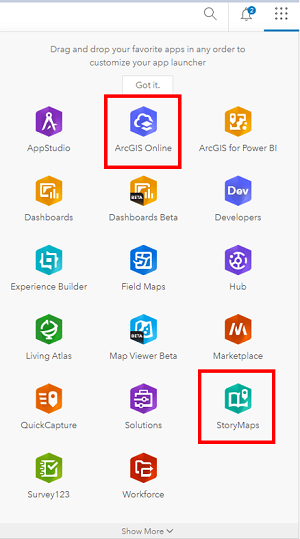 2
Drag and drop your favorite apps in any order to
customize your app launcher
Got it.
AppStudio
ArcGIS Online
ArcGIS for Power BI
BETA
Dev
Dashboards
Dashboards Beta
Developers
Experience Builder
Field Maps
Hub
BETA
Living Atlas
Map Viewer Beta
Marketplace
QuickCapture
Solutions
StoryMaps
Survey123
Workforce
Show More